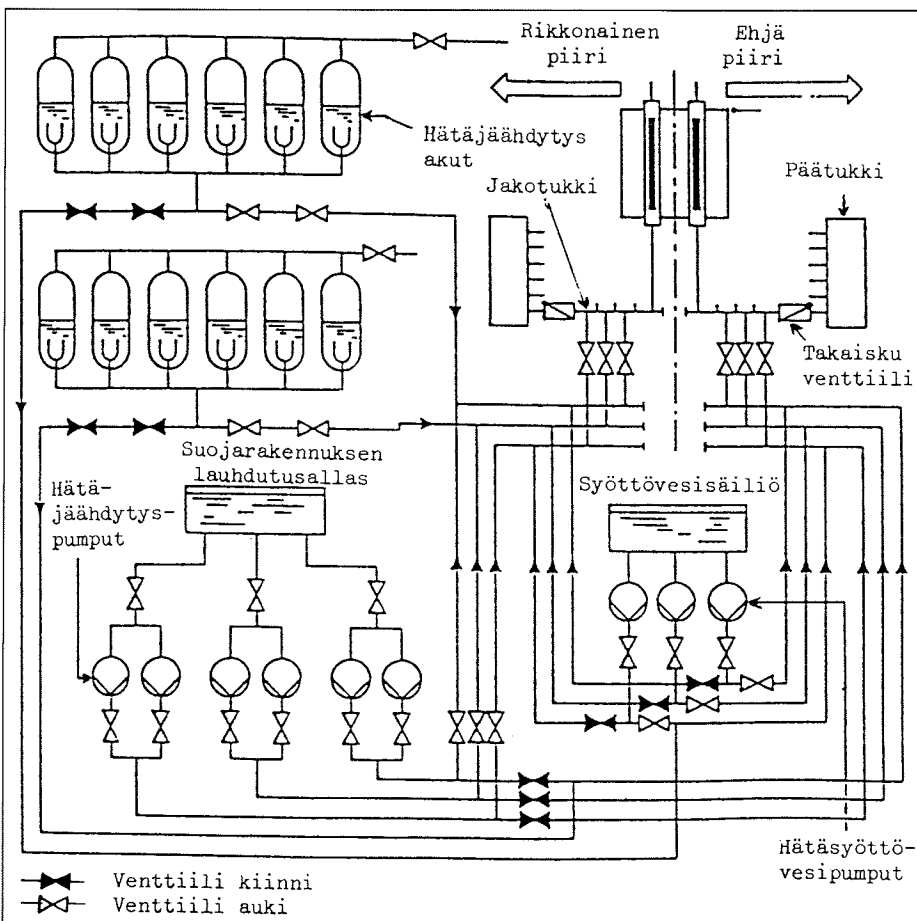 Rikkonainen
piiri
Ehjä
piiri
Hätäjäähdytys
akut
Jakotukki
Päätukki
Takaisku
venttiili
Suojarakennuksen
lauhdutusallas
Syöttövesisäiliö
Hätä-
jäähdytys-
pumput
Hätäsyöttö-
vesipumput
Venttiili kiinni
Venttiili auki